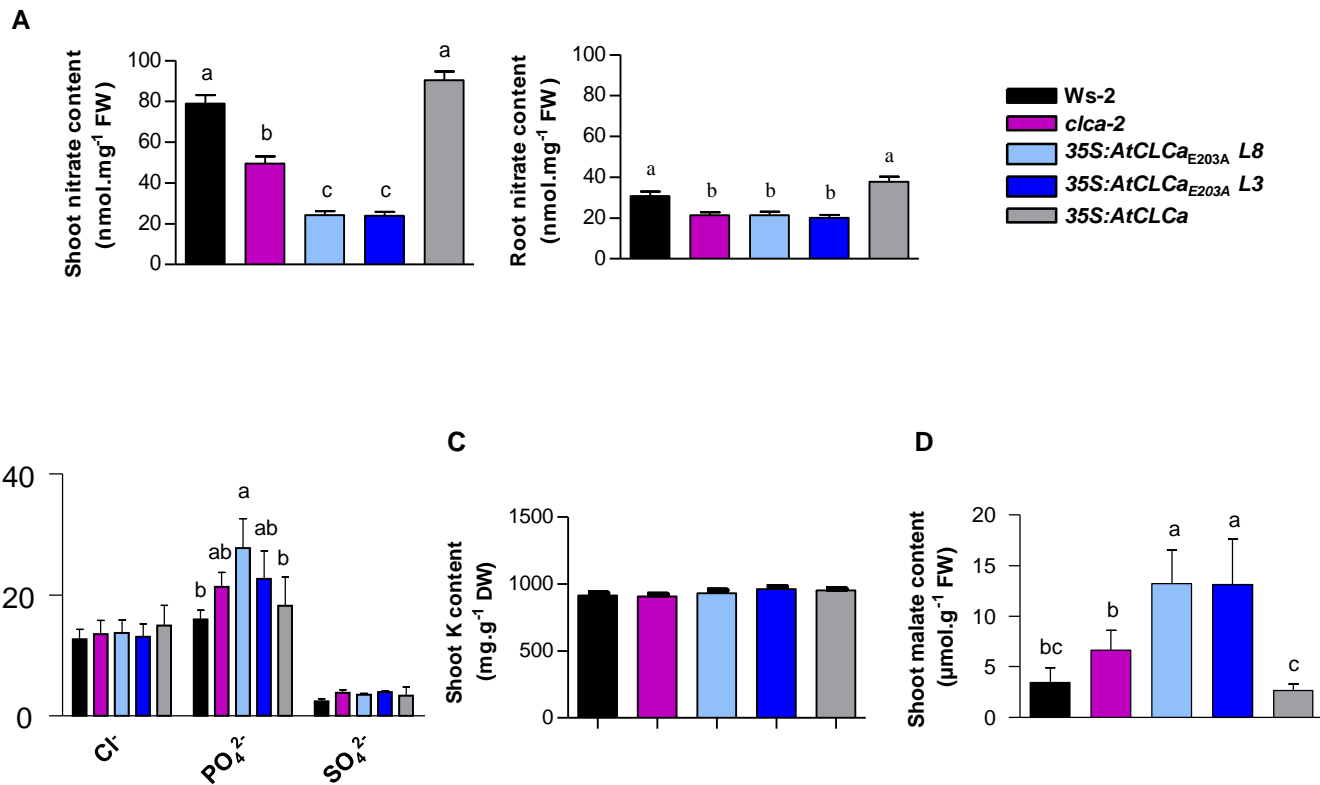 A
Shoot nitrate content
(nmol.mg-1 FW)
100
80
60
40
20
0
a
b
c
c
a
Root nitrate content
(nmol.mg-1 FW)
100
80
60
40
20
0
a
b
b
b
a
Ws-2
clca-2
35S:AtCLCaE203A L8
35S:AtCLCaE203A L3
35S:AtCLCa
40
20
0
b
ab
a
ab
b
Cl-
PO42-
SO42-
C
Shoot K content
(mg.g-1 DW)
1500
1000
500
0
D
Shoot malate content
(µmol.g-1 FW)
20
15
10
5
0
bc
b
a
a
c